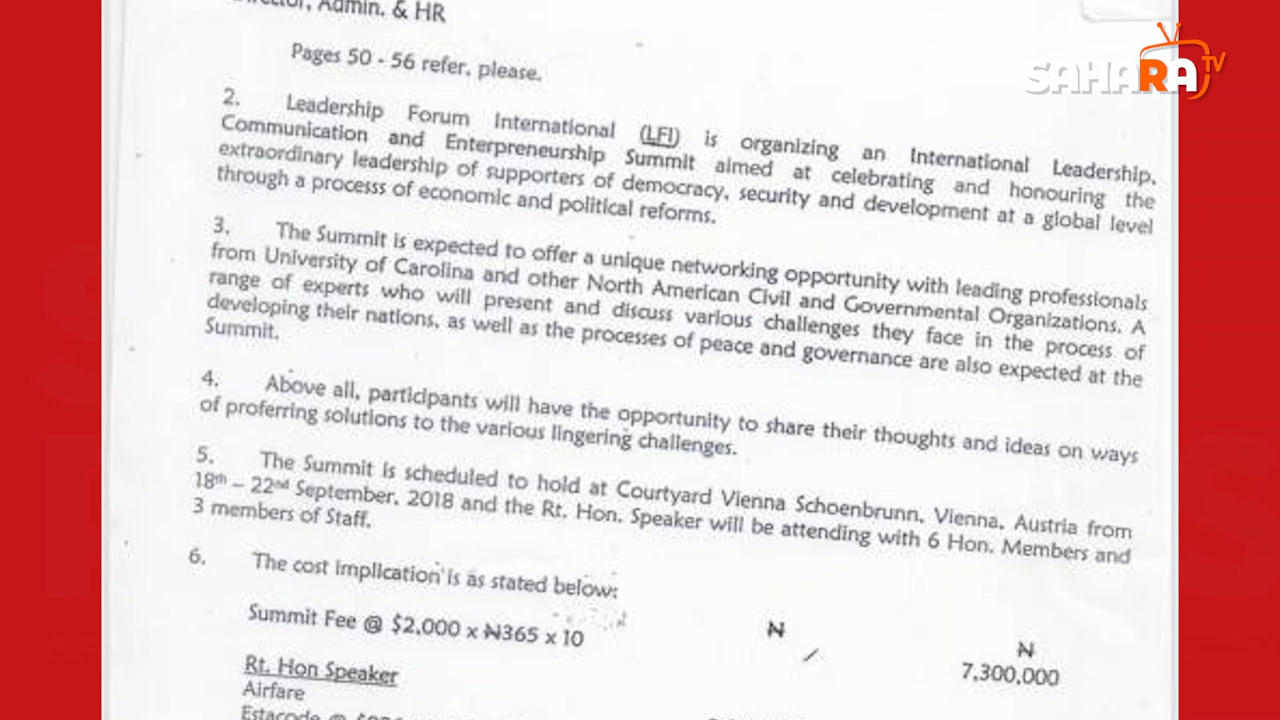 Director, Admin. & HR
SAHARA TV
Pages 50 - 56 refer, please.
2. Leadership Forum International (LFI) is organizing an International Leadership,
Communication and Enterpreneurship Summit aimed at celebrating and honouring the
extraordinary leadership of supporters of democracy, security and development at a global level
through a processs of economic and political reforms.
3. The Summit is expected to offer a unique networking opportunity with leading professionals
from University of Carolina and other North American Civil and Governmental Organizations. A
range of experts who will present and discuss various challenges they face in the process of
developing their nations, as well as the processes of peace and governance are also expected at the
Summit.
4. Above all, participants will have the opportunity to share their thoughts and ideas on ways
of proferring solutions to the various lingering challenges.
5. The Summit is scheduled to hold at Courtyard Vienna Schoenbrunn, Vienna, Austria from
18th – 22nd September, 2018 and the Rt. Hon. Speaker will be attending with 6 Hon. Members and
3 members of Staff.
6. The cost implication is as stated below:
₦ ₦
Summit Fee @ $2,000 x ₦365 x 10 7,300,000
Rt. Hon Speaker
Airfare
Estacode @